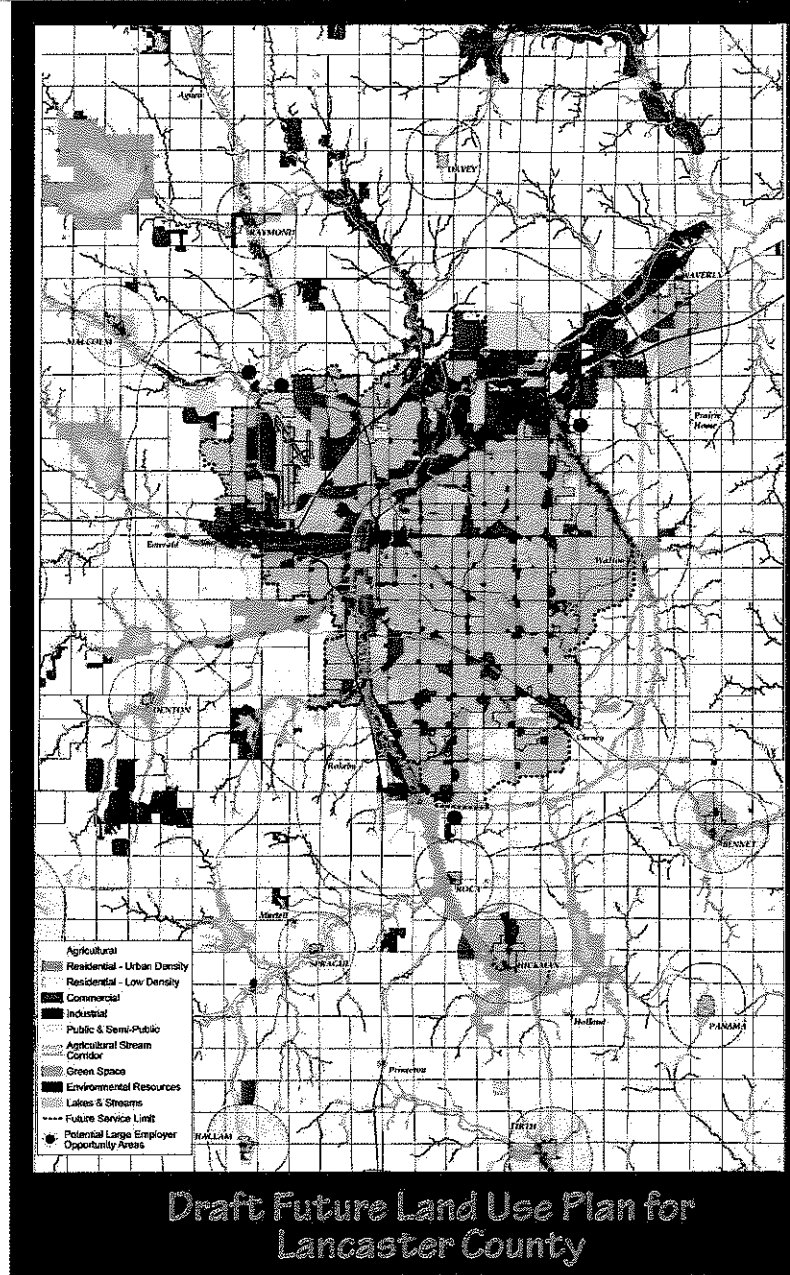 Agnew
DAVEY
RAYMOND
WAVERLY
MALCOLM
Prairie
Home
Emerald
Walton
DENTON
Cheney
Rokeby
BENNET
ROCA
Martell
SPRAGUE
HICKMAN
Holland
PANAMA
Princeton
HALLAM
FIRTH
Agricultural
Residential - Urban Density
Residential - Low Density
Commercial
Industrial
Public & Semi-Public
Agricultural Stream
Corridor
Green Space
Environmental Resources
Lakes & Streams
Future Service Limit
Potential Large Employer
Opportunity Areas
Draft Future Land Use Plan for
Lancaster County